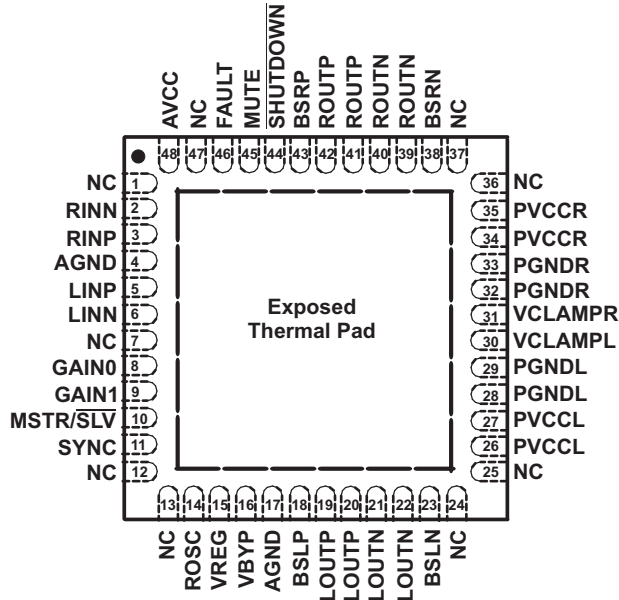 AVCC
NC
FAULT
MUTE
SHUTDOWN
BSRP
ROUTP
ROUTP
ROUTN
ROUTN
BSRN
NC
48
47
46
45
44
43
42
41
40
39
38
37
NC 1
RINN 2
RINP 3
AGND 4
LINP 5
LINN 6
NC 7
GAIN0 8
GAIN1 9
MSTR/SLV 10
SYNC 11
NC 12
Exposed
Thermal Pad
36 NC
35 PVCCR
34 PVCCR
33 PGNDR
32 PGNDR
31 VCLAMPR
30 VCLAMPL
29 PGNDL
28 PGNDL
27 PVCCL
26 PVCCL
25 NC
13
14
15
16
17
18
19
20
21
22
23
24
NC
ROSC
VREG
VBYP
AGND
BSLP
LOUTP
LOUTP
LOUTN
LOUTN
BSLN
NC